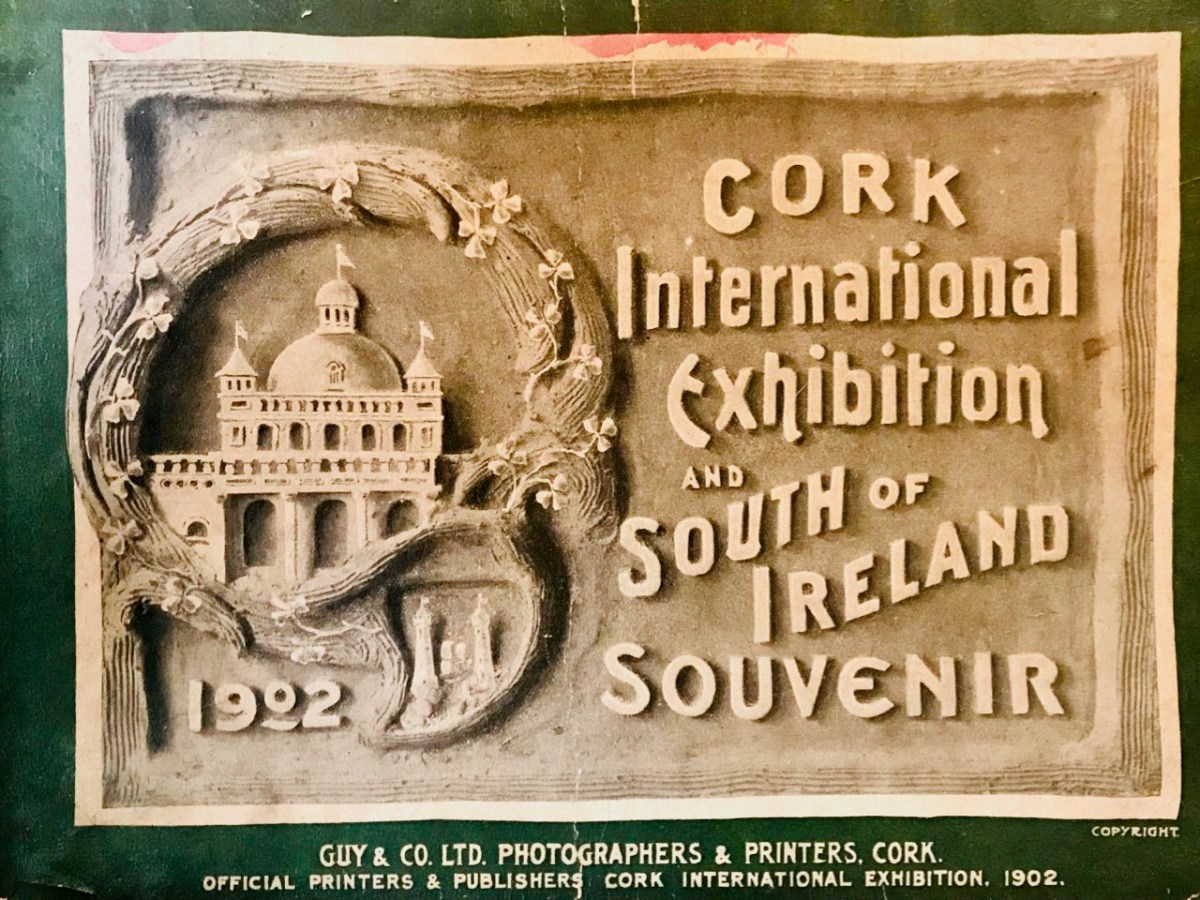 CORK
International
Exhibition
AND
SOUTH OF
IRELAND
SOUVENIR
1902
COPYRIGHT.
GUY & CO. LTD. PHOTOGRAPHERS & PRINTERS, CORK.
OFFICIAL PRINTERS & PUBLISHERS CORK INTERNATIONAL EXHIBITION. 1902.